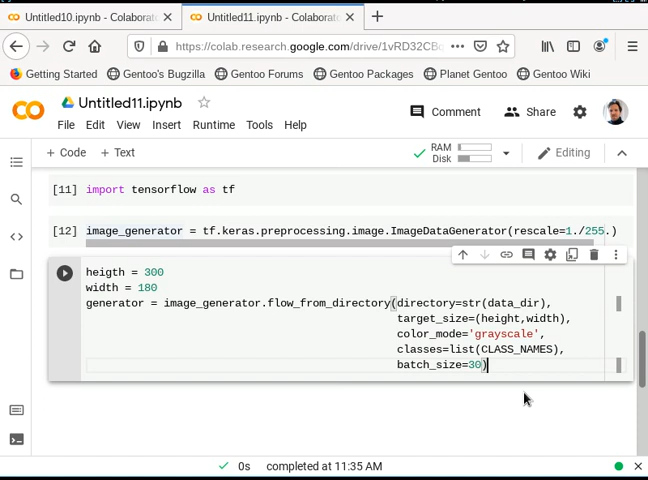 Untitled10.ipynb - Colaborat
Untitled11.ipynb - Colaborat
https://colab.research.google.com/drive/1vRD32CBc
Getting Started
Gentoo's Bugzilla
Gentoo Forums
Gentoo Packages
Planet Gentoo
Gentoo Wiki
Untitled11.ipynb
Comment
Share
File Edit View Insert Runtime Tools Help
+ Code + Text
RAM
Disk
Editing
[11] import tensorflow as tf
[12] image_generator = tf.keras.preprocessing.image.ImageDataGenerator(rescale=1./255.)
heigth = 300
width = 180
generator = image_generator.flow_from_directory(directory=str(data_dir),
target_size=(height,width),
color_mode='grayscale',
classes=list(CLASS_NAMES),
batch_size=30)
0s completed at 11:35 AM